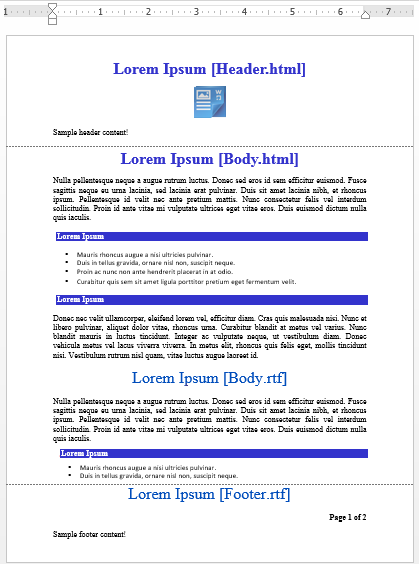 1 1 2 3 4 5 6 7
Lorem Ipsum [Header.html]
W
Sample header content!
Lorem Ipsum [Body.html]
Nulla pellentesque neque a augue rutrum luctus. Donec sed eros id sem efficitur euismod. Fusce
sagittis neque eu urna lacinia, sed lacinia erat pulvinar. Duis sit amet lacinia nibh, et rhoncus
ipsum. Pellentesque id velit nec ante pretium mattis. Nunc consectetur felis vel interdum
sollicitudin. Proin id ante vitae mi vulputate ultrices et vitae eros. Duis euismod dictum nulla
quis iaculis.
Lorem Ipsum
▪ Mauris rhoncus augue a nisi ultricies pulvinar.
▪ Duis in tellus gravida, ornare nisl non, suscipit neque.
▪ Proin ac nunc non ante hendrerit placerat in at odio.
▪ Curabitur quis sem sit amet ligula porttitor pretium eget fermentum velit.
Lorem Ipsum
Donec nec velit ullamcorper, eleifend lorem vel, efficitur diam. Cras quis malesuada nisi. Nunc et
libero pulvinar, aliquet dolor vitae, rhoncus urna. Curabitur blandit at metus vel varius. Nunc
blandit mauris in luctus tincidunt. Integer ac vulputate neque, ut vestibulum diam. Donec
vehicula metus vel lacus viverra viverra. In metus elit, rhoncus quis felis eget, mollis tincidunt
nisi. Vestibulum rutrum nisl quam, vitae luctus augue laoreet id.
Lorem Ipsum [Body.rtf]
Nulla pellentesque neque a augue rutrum luctus. Donec sed eros id sem efficitur euismod. Fusce
sagittis neque eu urna lacinia, sed lacinia erat pulvinar. Duis sit amet lacinia nibh, et rhoncus
ipsum. Pellentesque id velit nec ante pretium mattis. Nunc consectetur felis vel interdum
sollicitudin. Proin id ante vitae mi vulputate ultrices et vitae eros. Duis euismod dictum nulla
quis iaculis.
Lorem Ipsum
▪ Mauris rhoncus augue a nisi ultricies pulvinar.
▪ Duis in tellus gravida, ornare nisl non, suscipit neque.
Lorem Ipsum [Footer.rtf]
Page 1 of 2
Sample footer content!